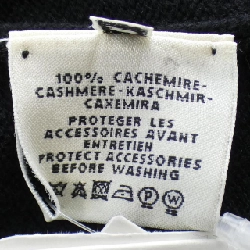 100% CACHEMIRE-
CASHMERE-KASCHMIR-
CAXEMIRA
PROTEGER LES
ACCESSOIRES AVANT
ENTRETIEN
PROTECT ACCESSORIES
BEFORE WASHING